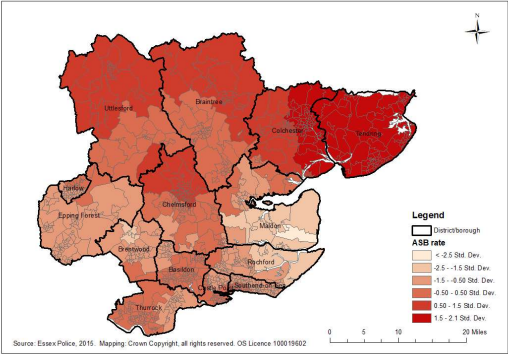 N
Uttlesford
Braintree
Colchester
Tendring
Harlow
Epping Forest
Chelmsford
Maldon
Brentwood
Rochford
Basildon
Castle Point
Southend-on-Sea
Thurrock
Legend
District/borough
ASB rate
< -2.5 Std. Dev.
-2.5 - -1.5 Std. Dev.
-1.5 - -0.50 Std. Dev.
-0.50 - 0.50 Std. Dev.
0.50 - 1.5 Std. Dev.
1.5 - 2.1 Std. Dev.
0 5 10 20 Miles
Source: Essex Police, 2015. Mapping: Crown Copyright, all rights reserved. OS Licence 100019602